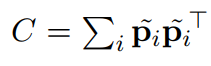 C = ∑ᵢ p̃ᵢp̃ᵢ⊤